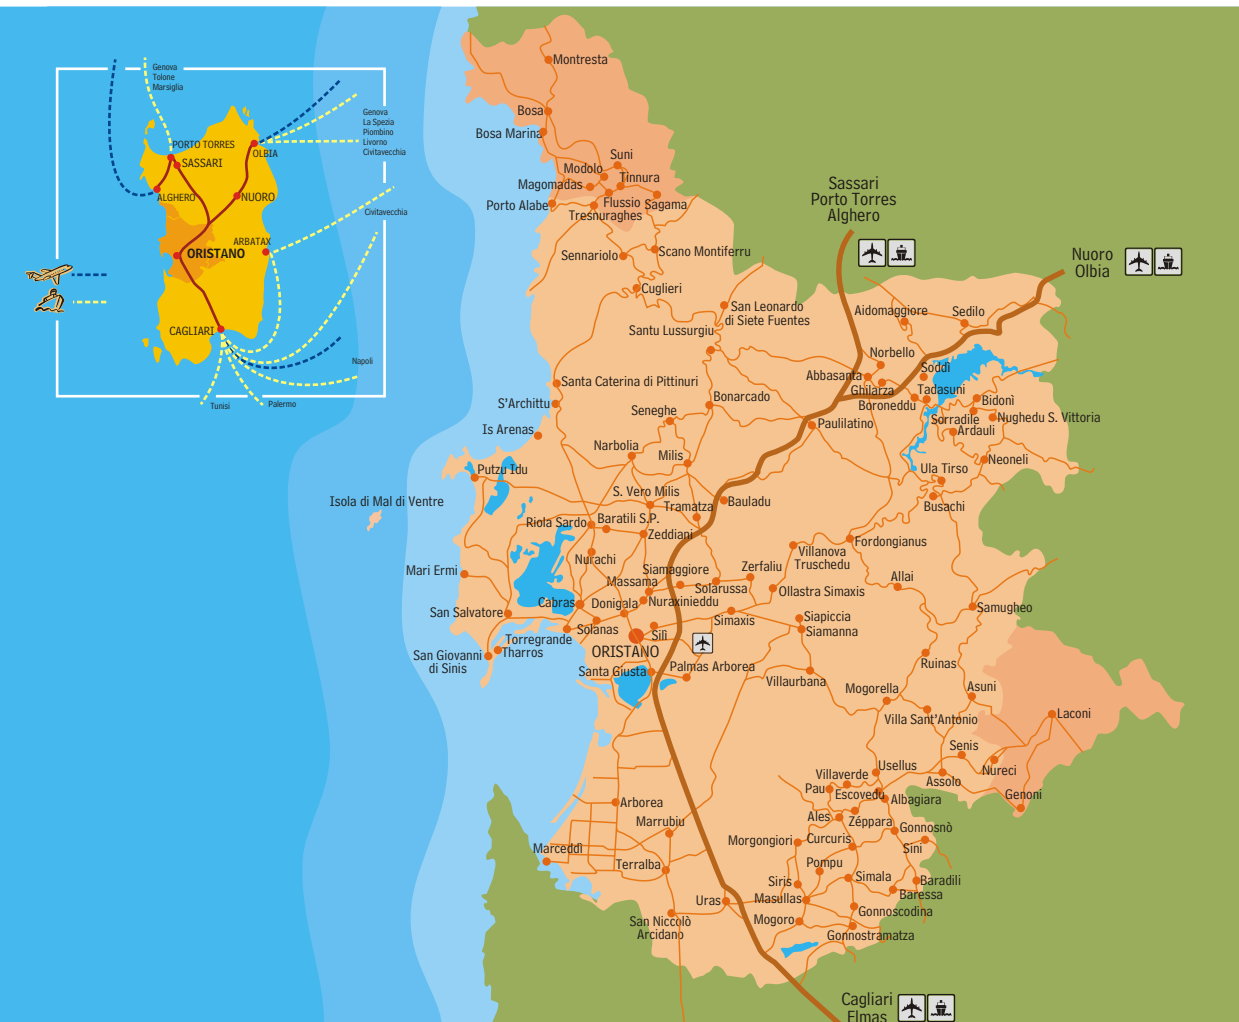 Genova
Tolone
Marsiglia
Genova
La Spezia
Piombino
Livorno
Civitavecchia
PORTO TORRES
SASSARI
OLBIA
ALGHERO
NUORO
Civitavecchia
ARBATAX
ORISTANO
CAGLIARI
Napoli
Tunisi
Palermo
Montresta
Bosa
Bosa Marina
Suni
Modolo
Tinnura
Magomadas
Porto Alabe
Flussio
Sagama
Tresnuraghes
Sassari
Porto Torres
Alghero
Nuoro
Olbia
Sennariolo
Scano Montiferru
Cuglieri
San Leonardo
di Siete Fuentes
Santu Lussurgiu
Aidomaggiore
Sedilo
Norbello
Soddì
Abbasanta
Ghilarza
Tadasuni
Boroneddu
Bidonì
Santa Caterina di Pittinuri
S'Archittu
Seneghe
Bonarcado
Sorradile
Nughedu S. Vittoria
Ardauli
Paulilatino
Is Arenas
Narbolia
Milis
Neoneli
Putzu Idu
Ula Tirso
Isola di Mal di Ventre
S. Vero Milis
Tramatza
Bauladu
Busachi
Riola Sardo
Baratili S.P.
Zeddiani
Fordongianus
Villanova
Truschedu
Nurachi
Mari Ermi
Siamaggiore
Zerfaliu
Massama
Solarussa
Ollastra Simaxis
Allai
Cabras
Donigala
Nuraxinieddu
San Salvatore
Simaxis
Siapiccia
Samugheo
Solanas
Silì
Siamanna
Torregrande
Tharros
ORISTANO
San Giovanni
di Sinis
Santa Giusta
Palmas Arborea
Villaurbana
Ruinas
Mogorella
Asuni
Villa Sant'Antonio
Laconi
Senis
Nureci
Usellus
Villaverde
Assolo
Pau
Escovedu
Albagiara
Genoni
Arborea
Marrubiu
Ales
Zéppara
Gonnosnò
Morgongiori
Curcuris
Sini
Marceddì
Terralba
Pompu
Siris
Simala
Baradili
Baressa
Uras
Masullas
Gonnoscodina
San Niccolò
Arcidano
Mogoro
Gonnostramatza
Cagliari
Elmas